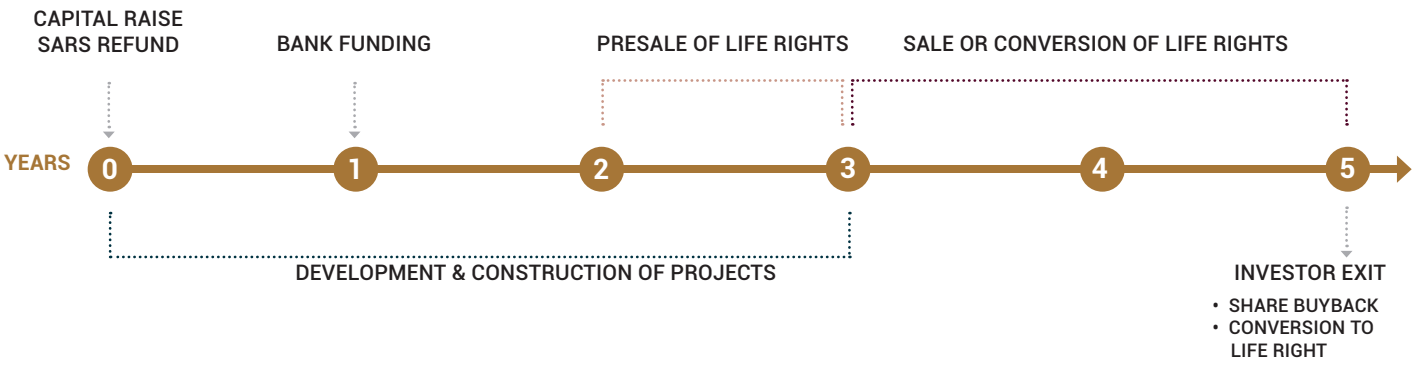 CAPITAL RAISE
SARS REFUND
BANK FUNDING
PRESALE OF LIFE RIGHTS
SALE OR CONVERSION OF LIFE RIGHTS
YEARS 0 1 2 3 4 5
DEVELOPMENT & CONSTRUCTION OF PROJECTS
INVESTOR EXIT
• SHARE BUYBACK
• CONVERSION TO
LIFE RIGHT